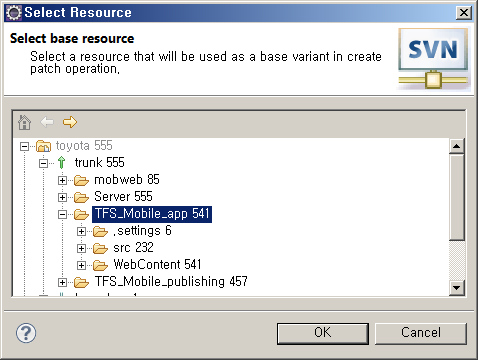 Select Resource
Select base resource
Select a resource that will be used as a base variant in create
patch operation.
SVN
toyota 555
trunk 555
mobweb 85
Server 555
TFS_Mobile_app 541
.settings 6
src 232
WebContent 541
TFS_Mobile_publishing 457
OK
Cancel